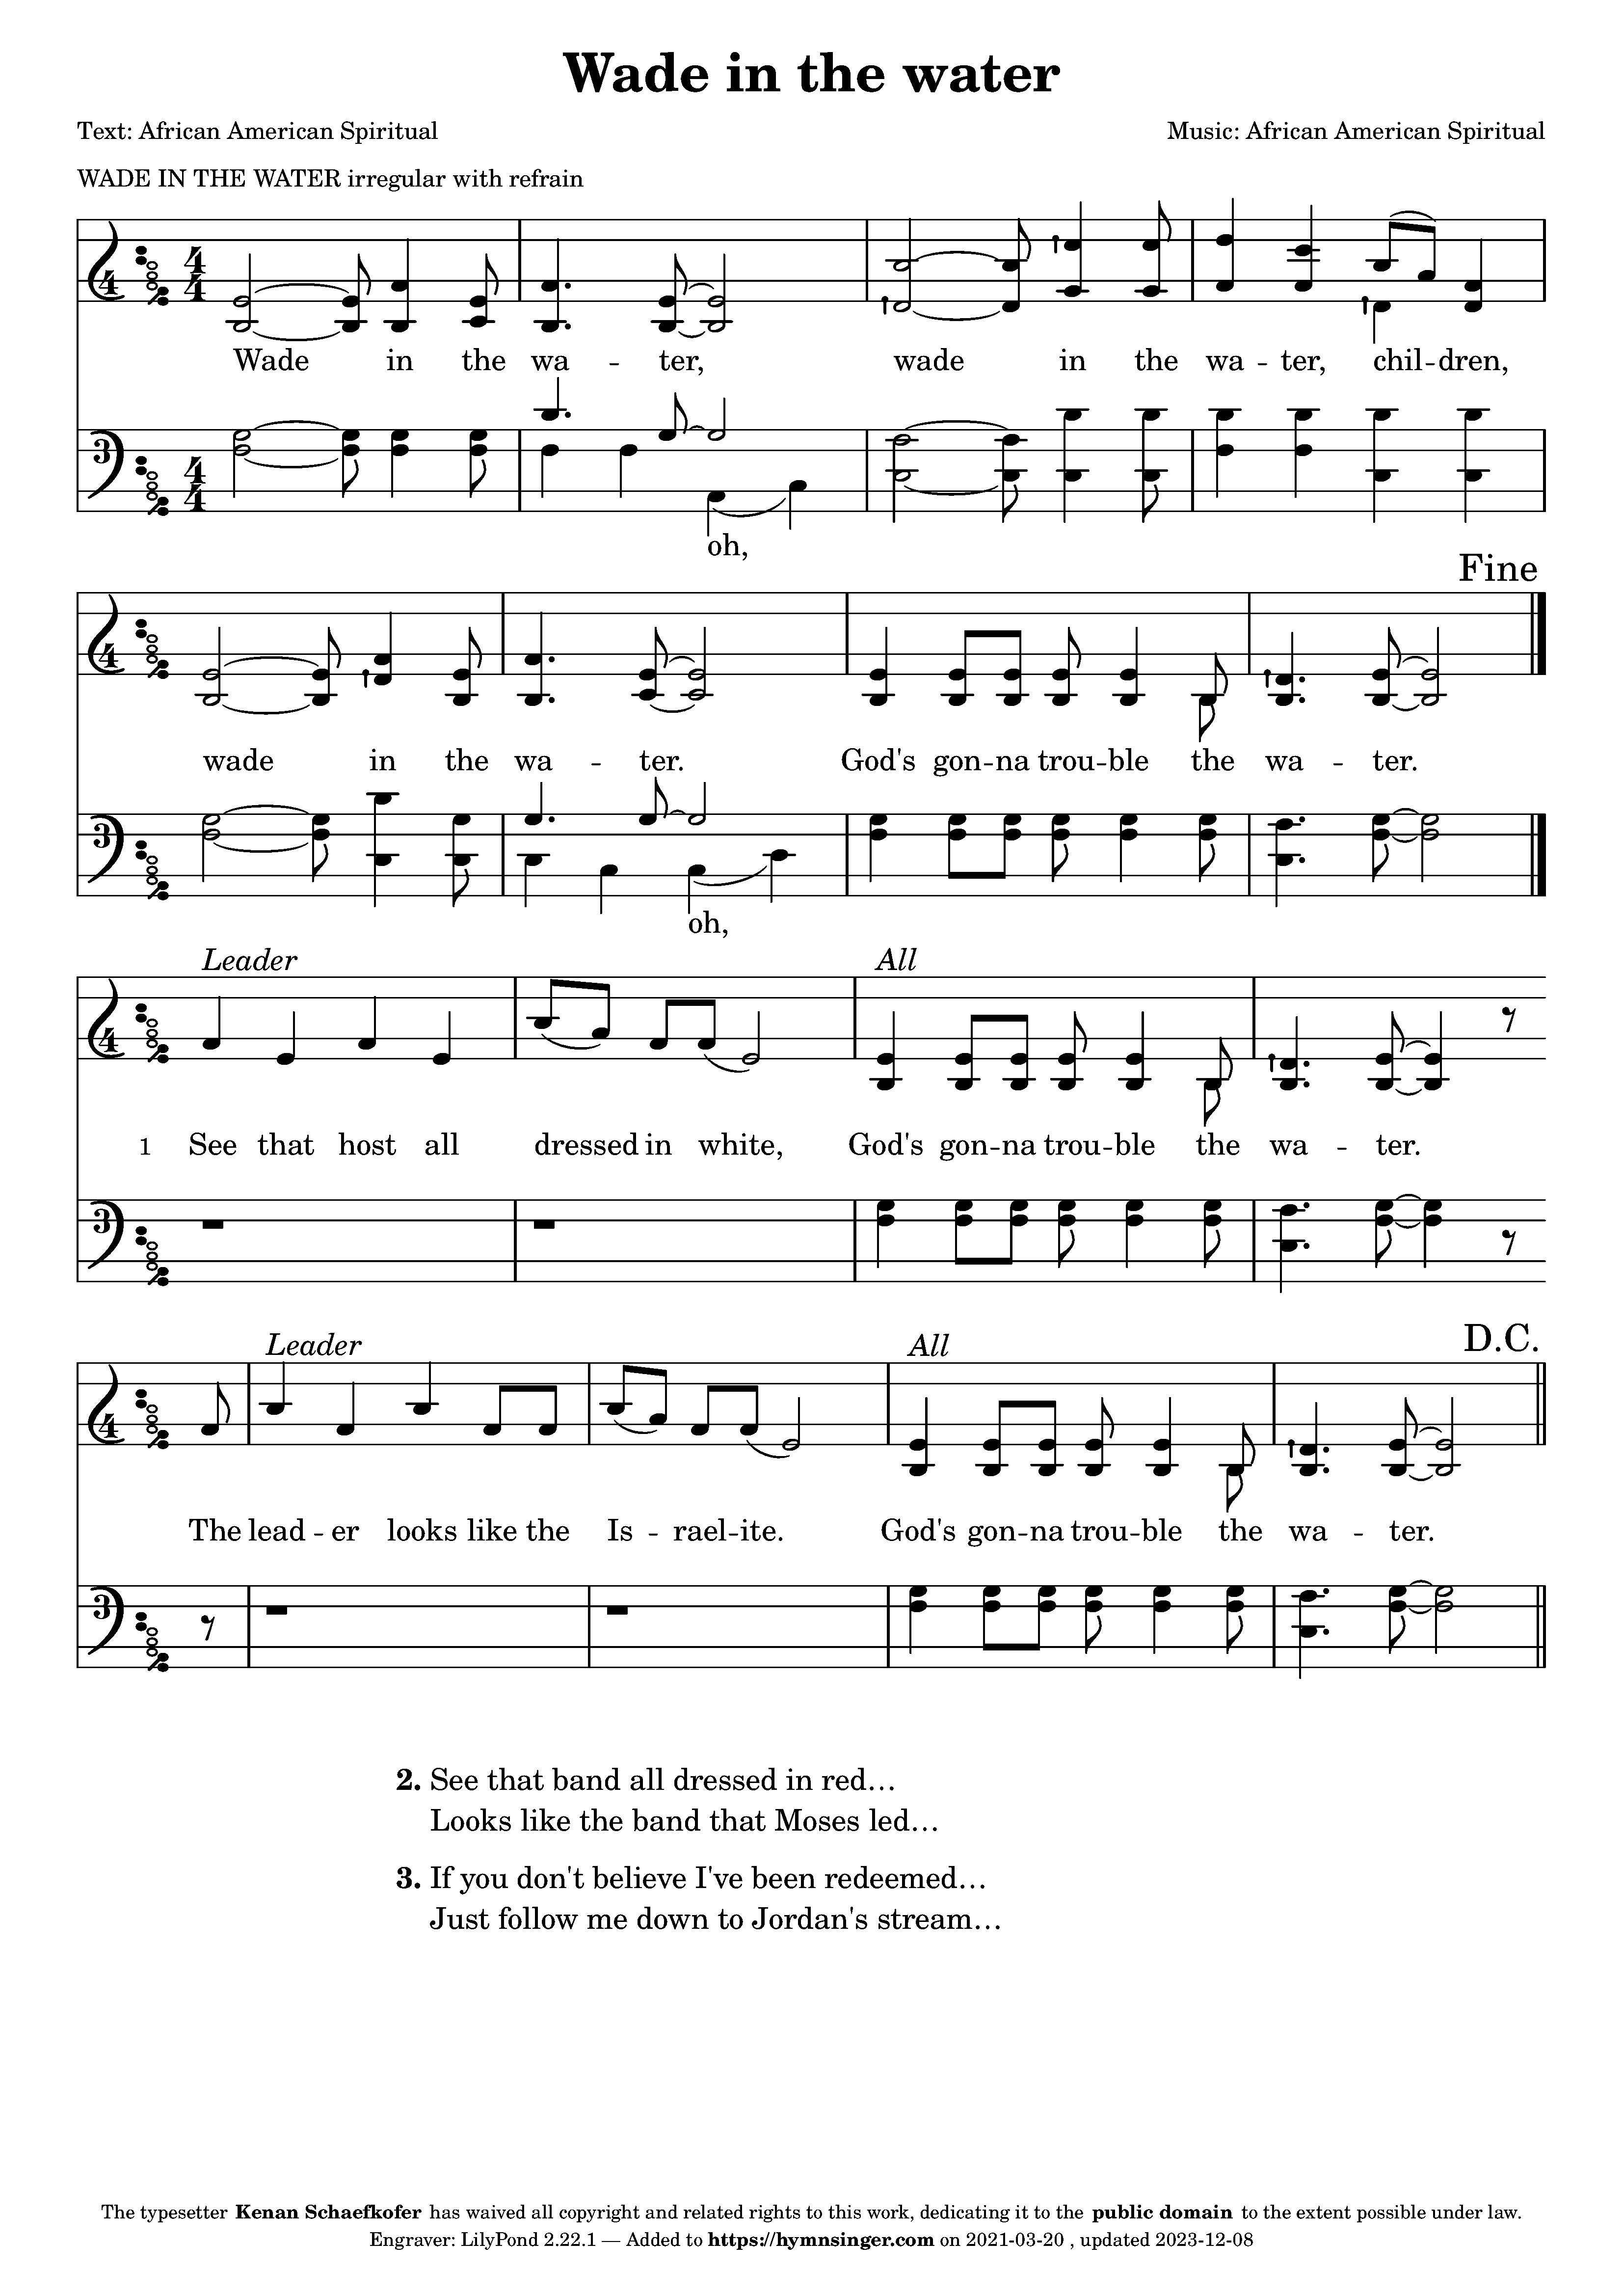 Wade in the water
Text: African American Spiritual
Music: African American Spiritual
WADE IN THE WATER irregular with refrain
Wade in the wa -- ter, wade in the wa -- ter, chil -- dren,
oh,
Fine
wade in the wa -- ter. God's gon -- na trou -- ble the wa -- ter.
oh,
Leader All
1 See that host all dressed in white, God's gon -- na trou -- ble the wa -- ter.
D.C.
Leader All
The lead -- er looks like the Is -- rael -- ite. God's gon -- na trou -- ble the wa -- ter.
2. See that band all dressed in red…
Looks like the band that Moses led…
3. If you don't believe I've been redeemed…
Just follow me down to Jordan's stream…
The typesetter Kenan Schaefkofer has waived all copyright and related rights to this work, dedicating it to the public domain to the extent possible under law.
Engraver: LilyPond 2.22.1 — Added to https://hymnsinger.com on 2021-03-20 , updated 2023-12-08